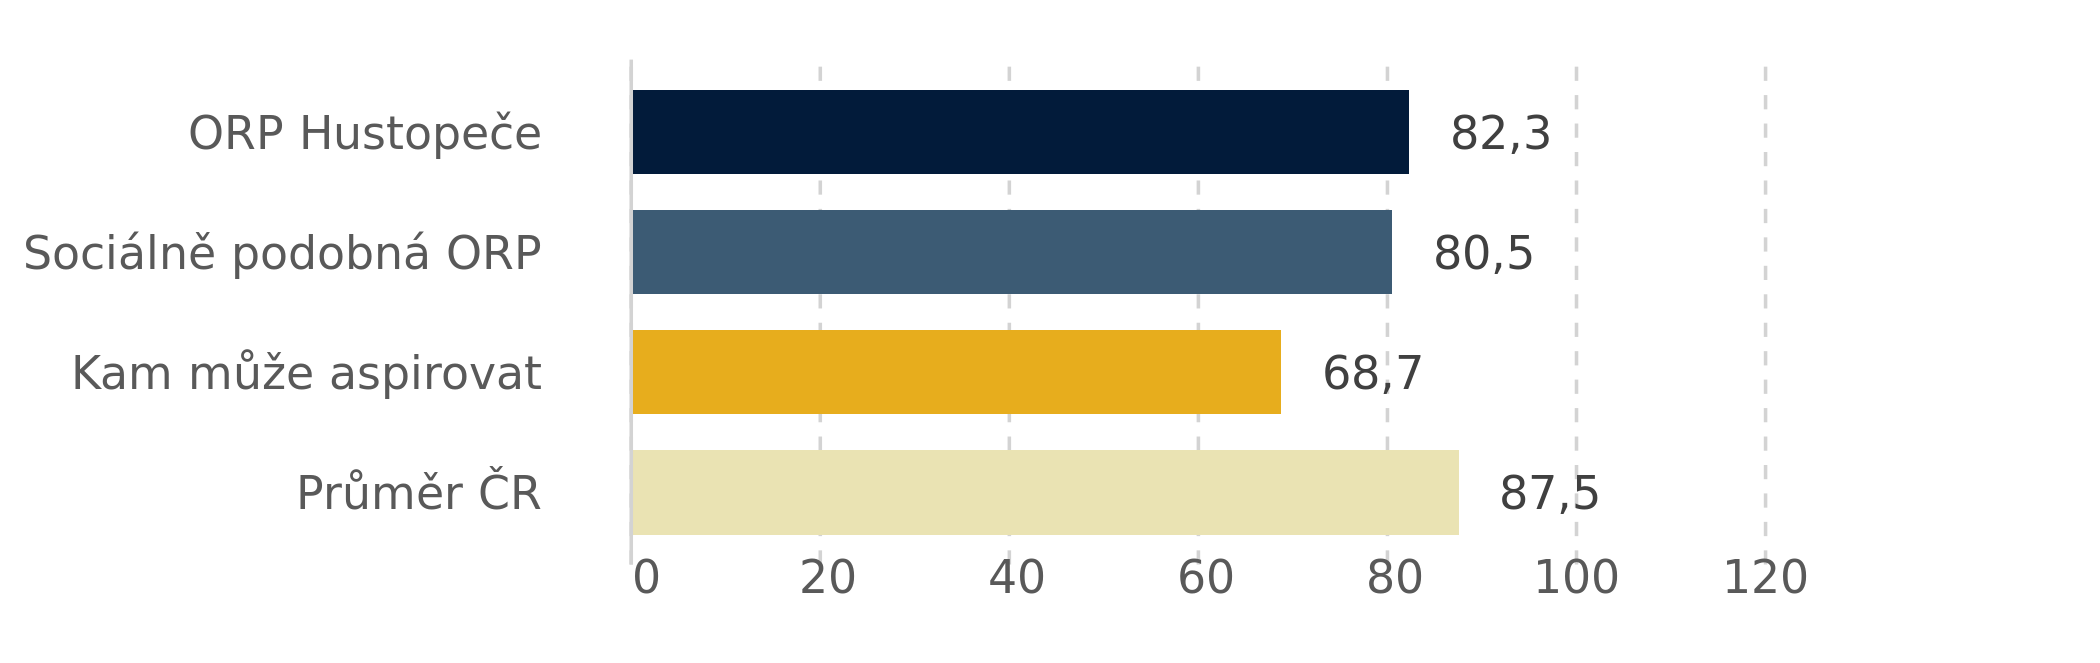 ORP Hustopeče 82,3
Sociálně podobná ORP 80,5
Kam může aspirovat 68,7
Průměr ČR 87,5
0 20 40 60 80 100 120